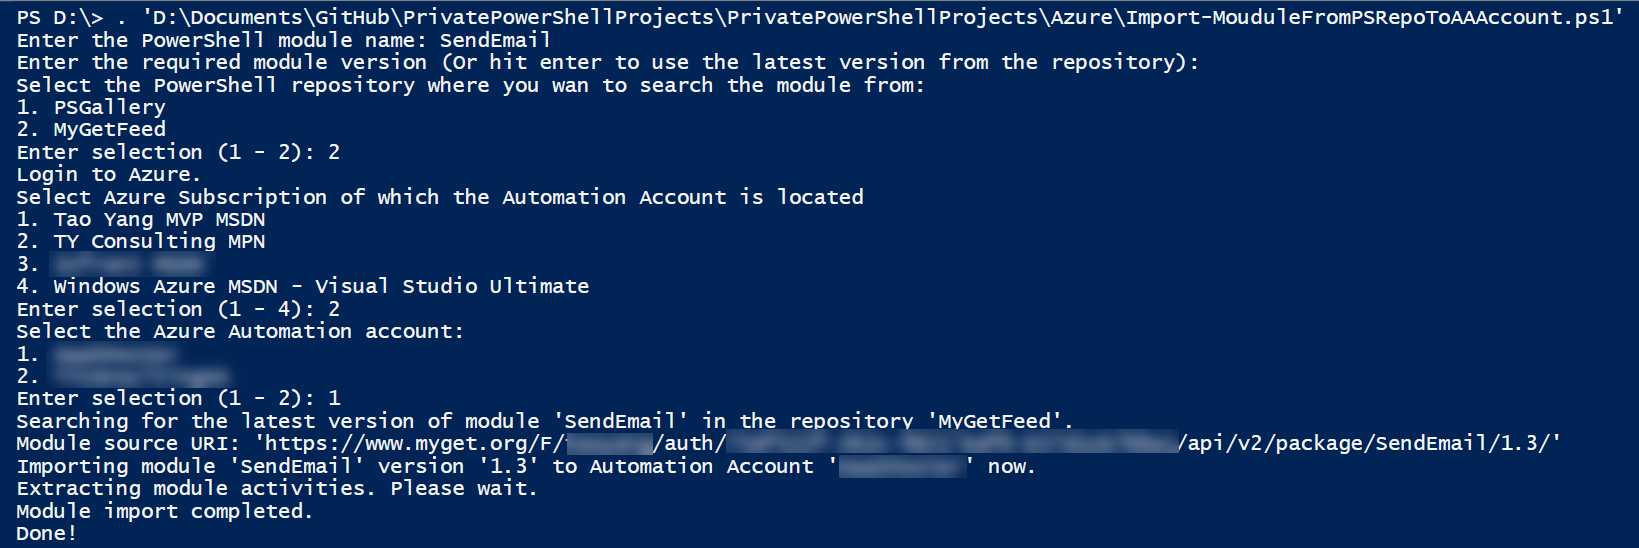 PS D:\> . 'D:\Documents\GitHub\PrivatePowerShellProjects\PrivatePowerShellProjects\Azure\Import-MouduleFromPSRepoToAAAccount.ps1'
Enter the PowerShell module name: SendEmail
Enter the required module version (Or hit enter to use the latest version from the repository):
Select the PowerShell repository where you wan to search the module from:
1. PSGallery
2. MyGetFeed
Enter selection (1 - 2): 2
Login to Azure.
Select Azure Subscription of which the Automation Account is located
1. Tao Yang MVP MSDN
2. TY Consulting MPN
3.
4. Windows Azure MSDN - Visual Studio Ultimate
Enter selection (1 - 4): 2
Select the Azure Automation account:
1.
2.
Enter selection (1 - 2): 1
Searching for the latest version of module 'SendEmail' in the repository 'MyGetFeed'.
Module source URI: 'https://www.myget.org/F/ /auth/ /api/v2/package/SendEmail/1.3/'
Importing module 'SendEmail' version '1.3' to Automation Account ' ' now.
Extracting module activities. Please wait.
Module import completed.
Done!